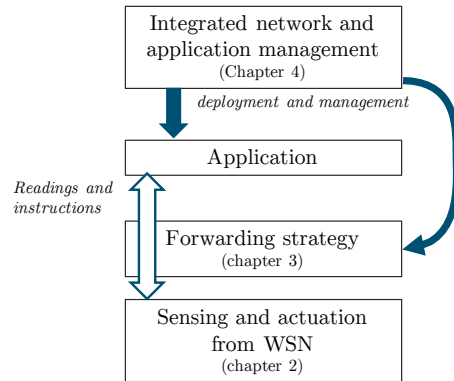 Integrated network and
application management
(Chapter 4)
deployment and management
Application
Readings and
instructions
Forwarding strategy
(chapter 3)
Sensing and actuation
from WSN
(chapter 2)